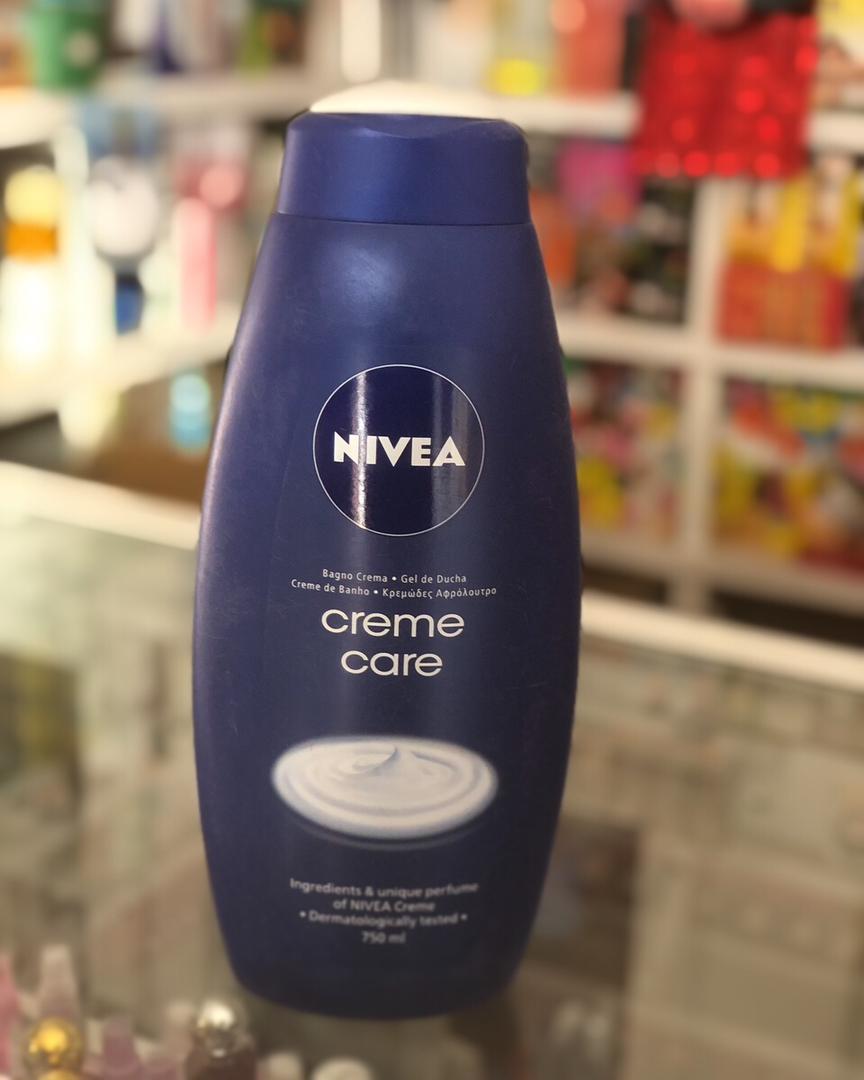 NIVEA
Bagno Crema • Gel de Ducha
Creme de Banho • Κρεμώδες Αφρόλουτρο
creme
care
Ingredients & unique perfume
of NIVEA Creme
• Dermatologically tested •
750 ml